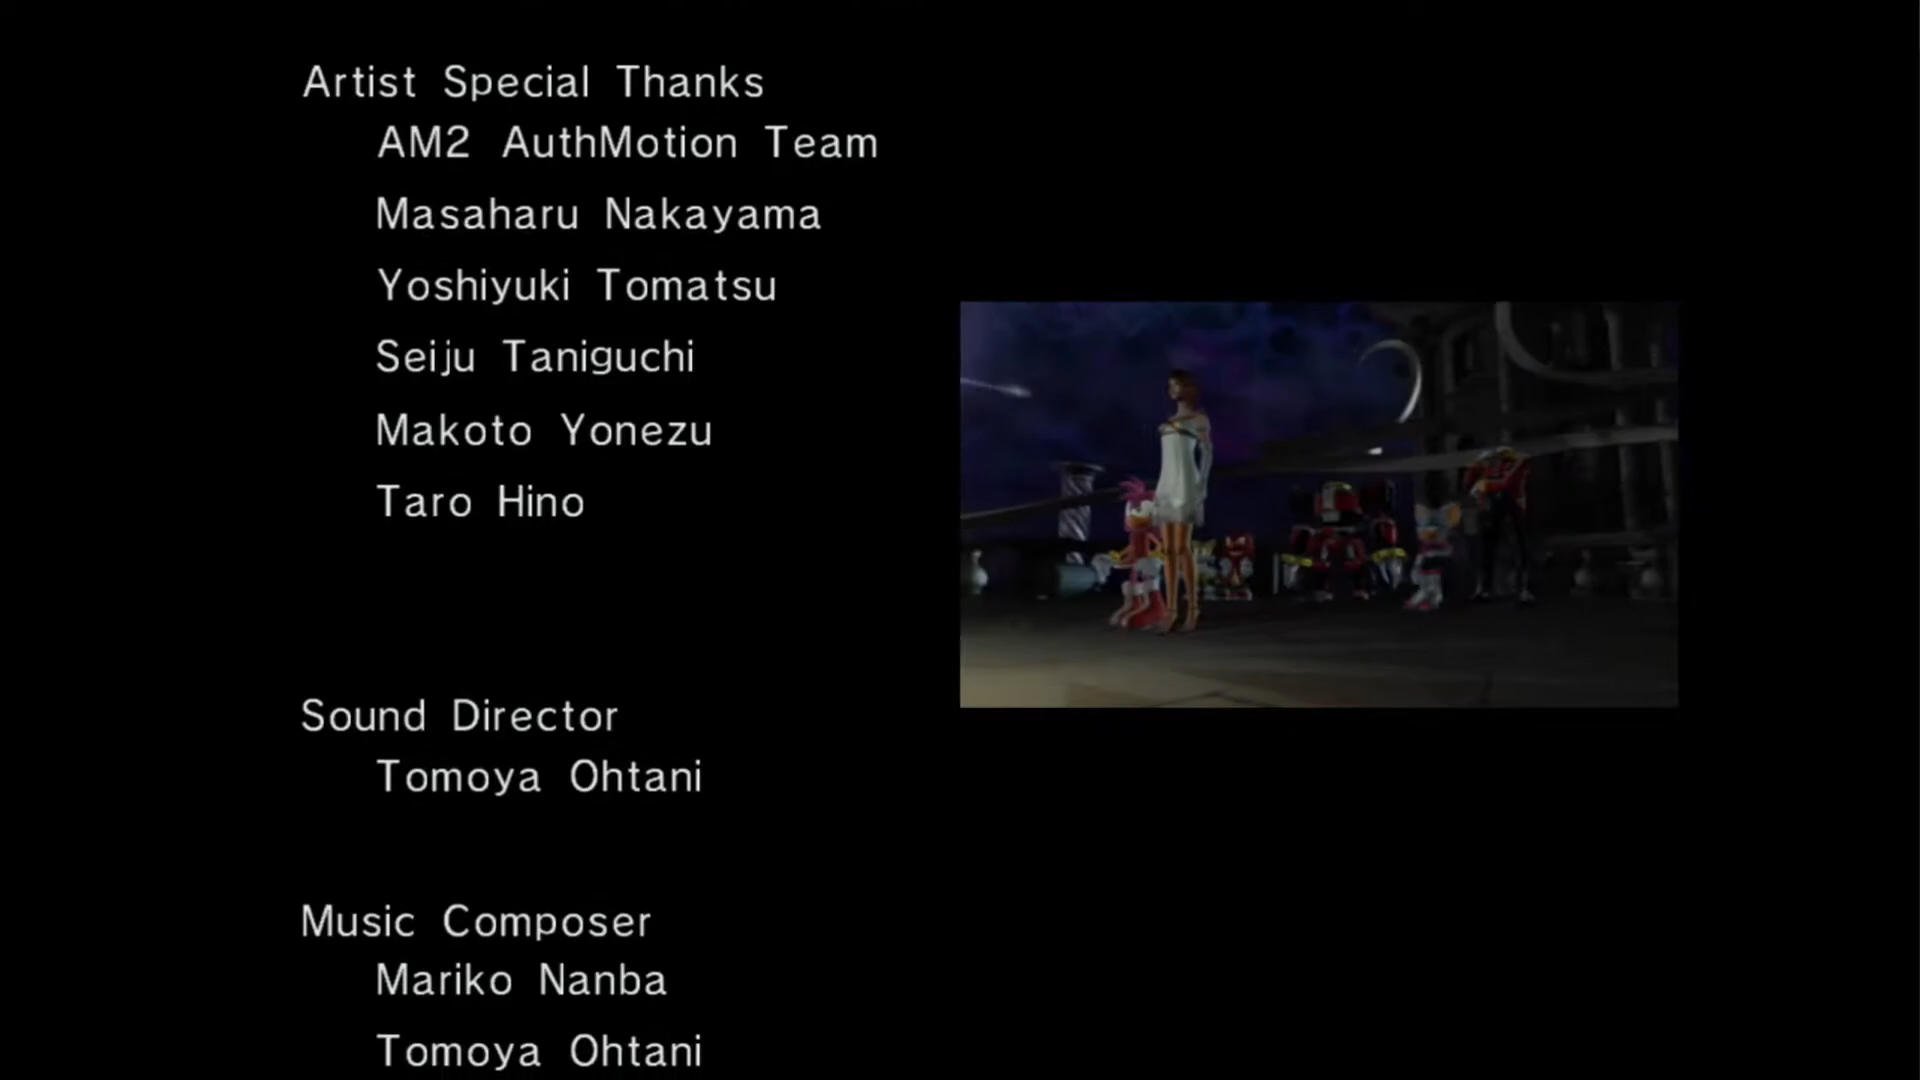 Artist Special Thanks
AM2 AuthMotion Team
Masaharu Nakayama
Yoshiyuki Tomatsu
Seiju Taniguchi
Makoto Yonezu
Taro Hino
Sound Director
Tomoya Ohtani
Music Composer
Mariko Nanba
Tomoya Ohtani